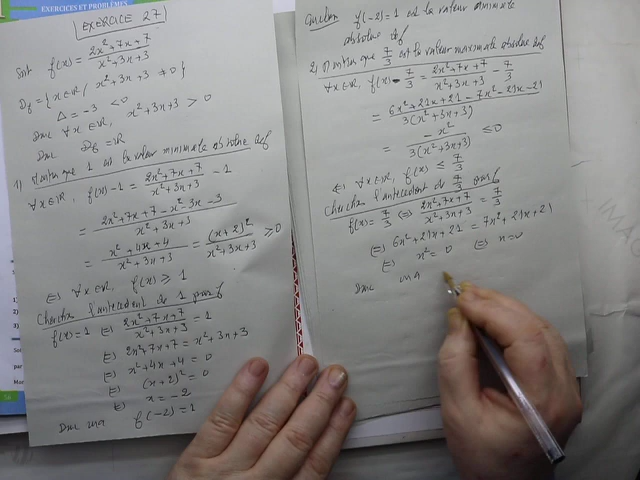 EXERCICES ET PROBLÈMES
EXERCICE 27
Soit f(x) = (2x²+7x+7)/(x²+3x+3)
Df = {x∈ℝ / x²+3x+3 ≠ 0}
Δ = -3 < 0
Donc ∀x∈ℝ, x²+3x+3 > 0
Donc Df = ℝ
1) Montrer que 1 est la valeur minimale absolue de f
∀x∈ℝ, f(x)-1 = (2x²+7x+7)/(x²+3x+3) - 1
= (2x²+7x+7-x²-3x-3)/(x²+3x+3)
= (x²+4x+4)/(x²+3x+3) = (x+2)²/(x²+3x+3) ≥ 0
⇔ ∀x∈ℝ, f(x) ≥ 1
Cherchons l'antécédent de 1 par f
f(x)=1 ⇔ (2x²+7x+7)/(x²+3x+3) = 1
⇔ 2x²+7x+7 = x²+3x+3
⇔ x²+4x+4 = 0
⇔ (x+2)² = 0
⇔ x = -2
Donc on a f(-2)=1
Conclusion f(-2)=1 est la valeur minimale
absolue de f
2) Montrer que 7/3 est la valeur maximale absolue de f
∀x∈ℝ, f(x) - 7/3 = (2x²+7x+7)/(x²+3x+3) - 7/3
= (6x²+21x+21-7x²-21x-21)/(3(x²+3x+3))
= -x²/(3(x²+3x+3)) ≤ 0
⇔ ∀x∈ℝ, f(x) ≤ 7/3
Cherchons l'antécédent de 7/3 par f
f(x) = 7/3 ⇔ (2x²+7x+7)/(x²+3x+3) = 7/3
⇔ 6x²+21x+21 = 7x²+21x+21
⇔ x² = 0 ⇔ x=0
Donc on a